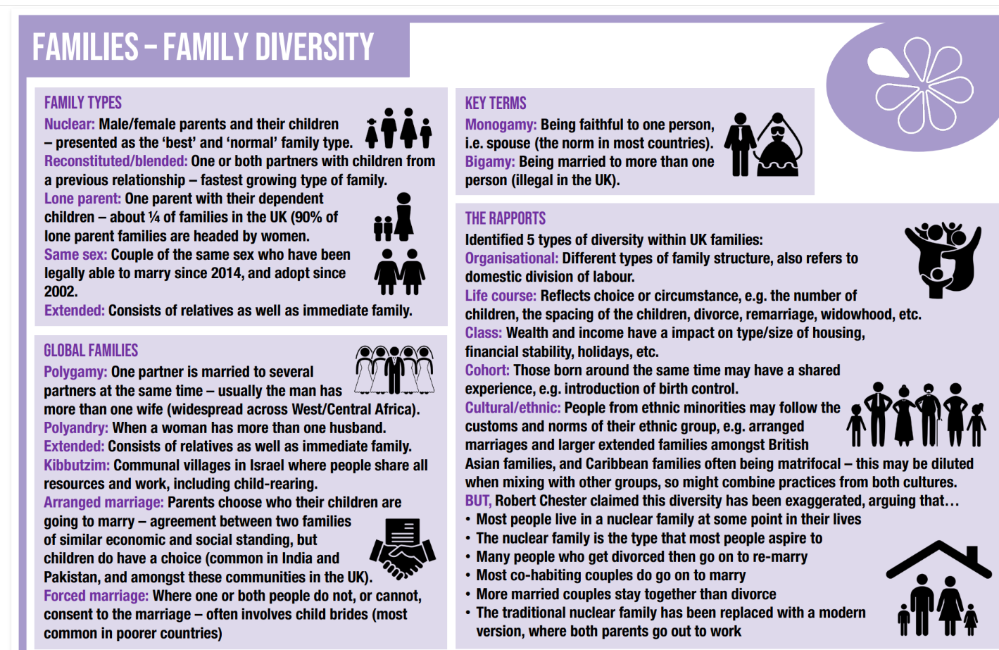 FAMILIES – FAMILY DIVERSITY
FAMILY TYPES
Nuclear: Male/female parents and their children
– presented as the ‘best’ and ‘normal’ family type.
Reconstituted/blended: One or both partners with children from
a previous relationship – fastest growing type of family.
Lone parent: One parent with their dependent
children – about ¼ of families in the UK (90% of
lone parent families are headed by women.
Same sex: Couple of the same sex who have been
legally able to marry since 2014, and adopt since
2002.
Extended: Consists of relatives as well as immediate family.
GLOBAL FAMILIES
Polygamy: One partner is married to several
partners at the same time – usually the man has
more than one wife (widespread across West/Central Africa).
Polyandry: When a woman has more than one husband.
Extended: Consists of relatives as well as immediate family.
Kibbutzim: Communal villages in Israel where people share all
resources and work, including child-rearing.
Arranged marriage: Parents choose who their children are
going to marry – agreement between two families
of similar economic and social standing, but
children do have a choice (common in India and
Pakistan, and amongst these communities in the UK).
Forced marriage: Where one or both people do not, or cannot,
consent to the marriage – often involves child brides (most
common in poorer countries)
KEY TERMS
Monogamy: Being faithful to one person,
i.e. spouse (the norm in most countries).
Bigamy: Being married to more than one
person (illegal in the UK).
THE RAPPORTS
Identified 5 types of diversity within UK families:
Organisational: Different types of family structure, also refers to
domestic division of labour.
Life course: Reflects choice or circumstance, e.g. the number of
children, the spacing of the children, divorce, remarriage, widowhood, etc.
Class: Wealth and income have a impact on type/size of housing,
financial stability, holidays, etc.
Cohort: Those born around the same time may have a shared
experience, e.g. introduction of birth control.
Cultural/ethnic: People from ethnic minorities may follow the
customs and norms of their ethnic group, e.g. arranged
marriages and larger extended families amongst British
Asian families, and Caribbean families often being matrifocal – this may be diluted
when mixing with other groups, so might combine practices from both cultures.
BUT, Robert Chester claimed this diversity has been exaggerated, arguing that…
• Most people live in a nuclear family at some point in their lives
• The nuclear family is the type that most people aspire to
• Many people who get divorced then go on to re-marry
• Most co-habiting couples do go on to marry
• More married couples stay together than divorce
• The traditional nuclear family has been replaced with a modern
version, where both parents go out to work